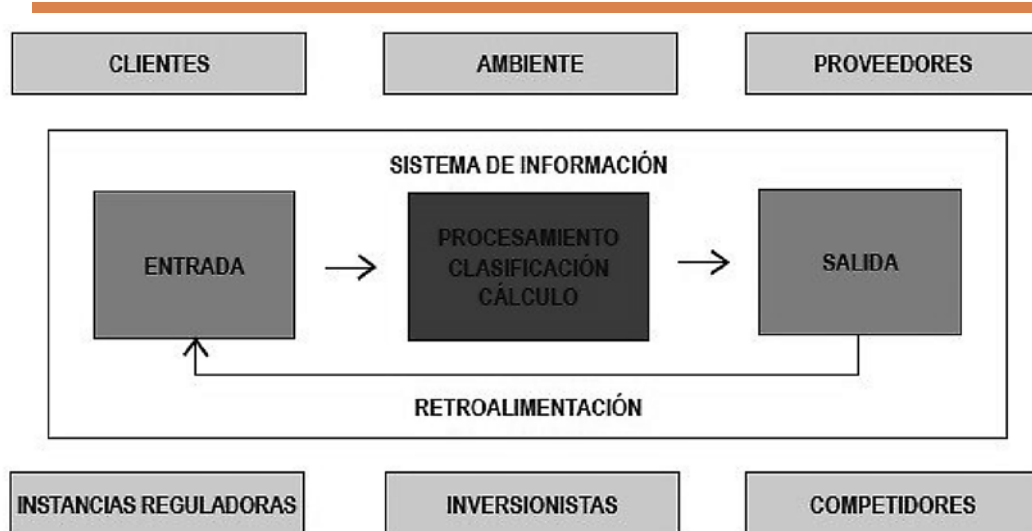 CLIENTES
AMBIENTE
PROVEEDORES
SISTEMA DE INFORMACIÓN
ENTRADA
PROCESAMIENTO
CLASIFICACIÓN
CÁLCULO
SALIDA
RETROALIMENTACIÓN
INSTANCIAS REGULADORAS
INVERSIONISTAS
COMPETIDORES